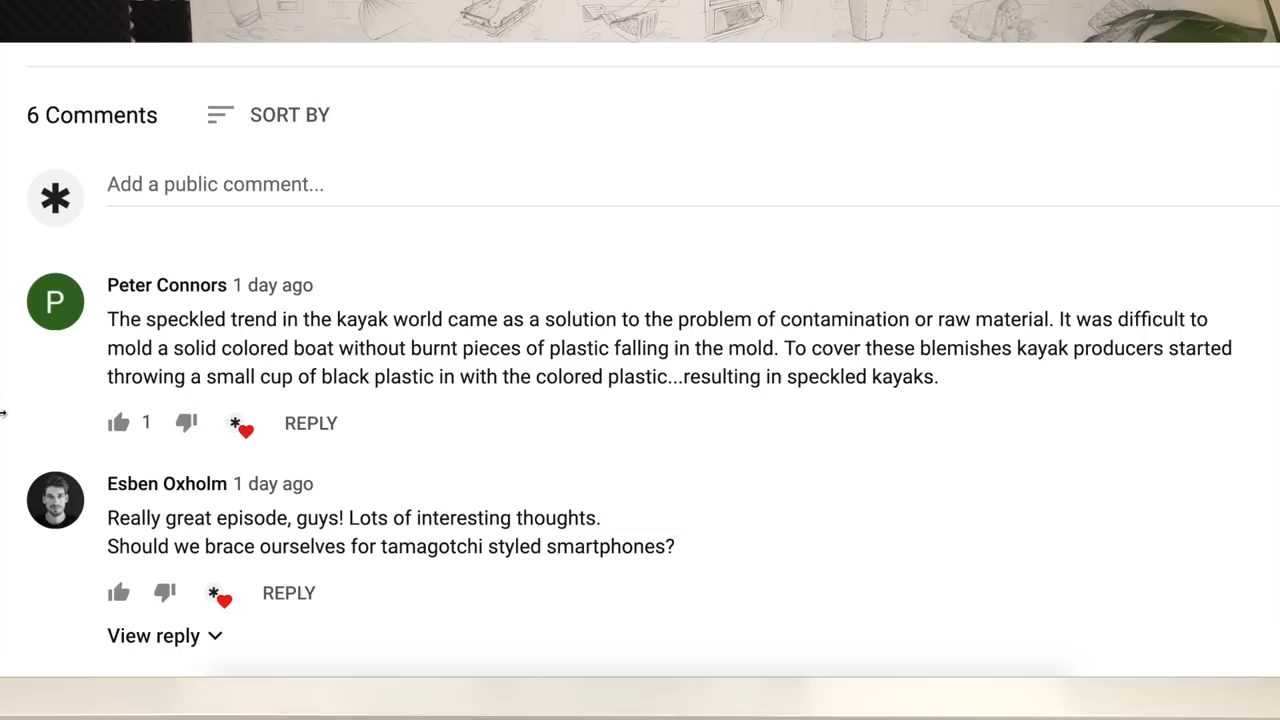 6 Comments SORT BY
Add a public comment...
Peter Connors 1 day ago
The speckled trend in the kayak world came as a solution to the problem of contamination or raw material. It was difficult to
mold a solid colored boat without burnt pieces of plastic falling in the mold. To cover these blemishes kayak producers started
throwing a small cup of black plastic in with the colored plastic...resulting in speckled kayaks.
1 REPLY
Esben Oxholm 1 day ago
Really great episode, guys! Lots of interesting thoughts.
Should we brace ourselves for tamagotchi styled smartphones?
REPLY
View reply
P